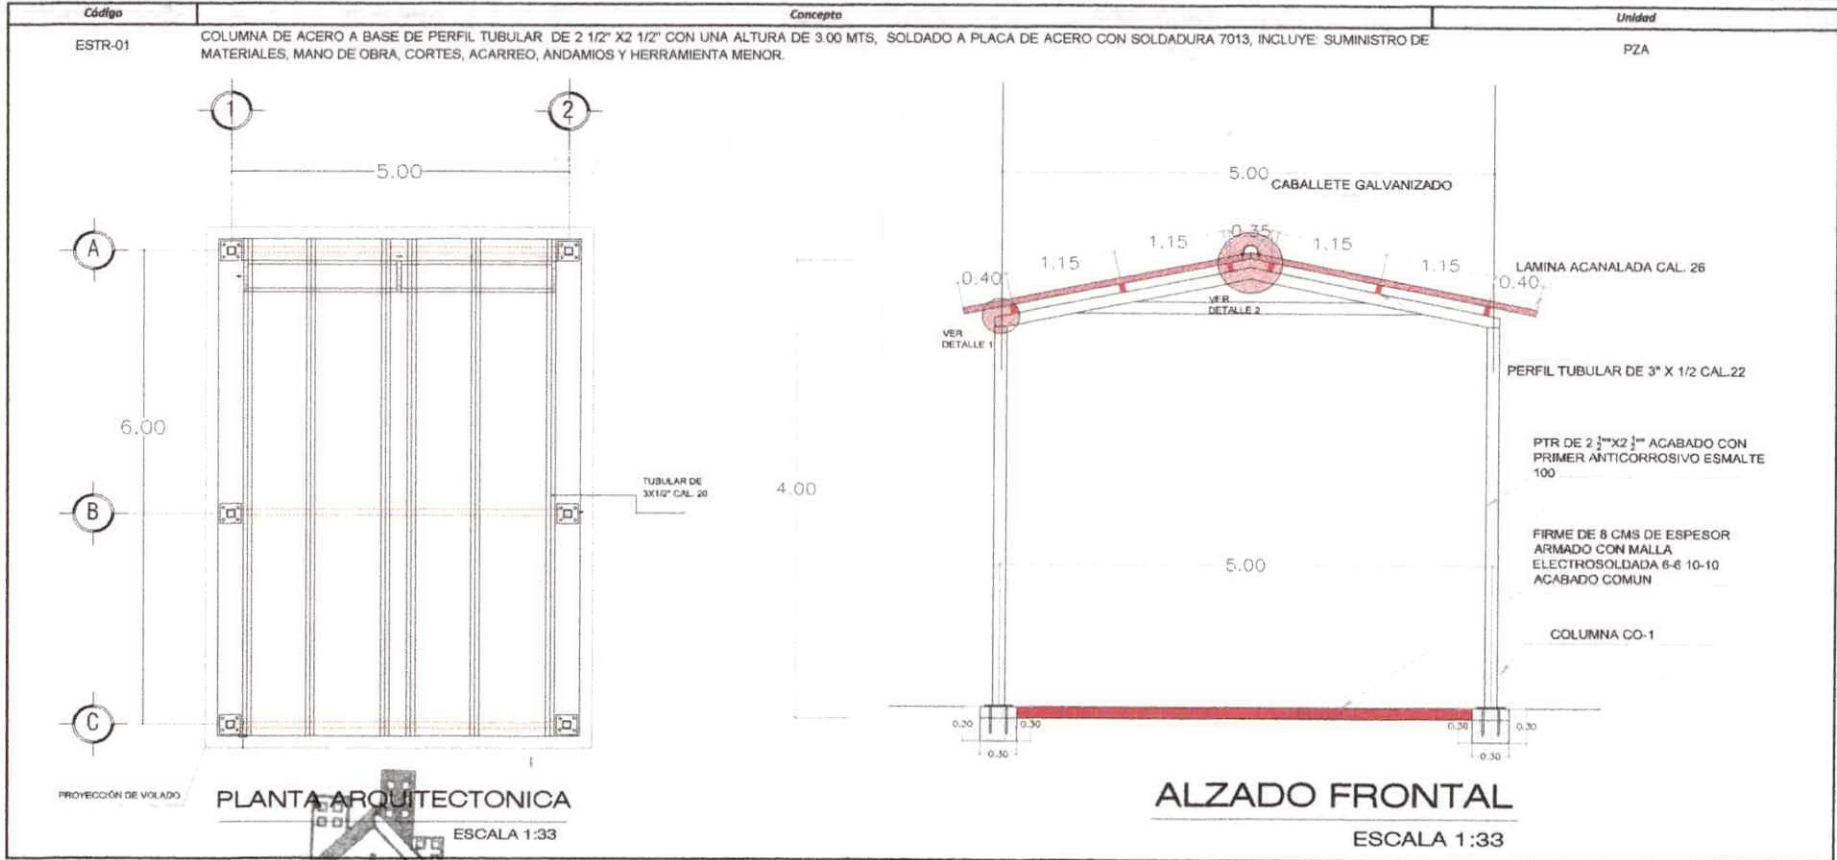 Código Concepto Unidad
ESTR-01
COLUMNA DE ACERO A BASE DE PERFIL TUBULAR DE 2 1/2" X2 1/2" CON UNA ALTURA DE 3.00 MTS, SOLDADO A PLACA DE ACERO CON SOLDADURA 7013, INCLUYE: SUMINISTRO DE
MATERIALES, MANO DE OBRA, CORTES, ACARREO, ANDAMIOS Y HERRAMIENTA MENOR.
PZA
1 2
5.00
A
6.00
B
C
TUBULAR DE
3X1/2" CAL. 20
PROYECCIÓN DE VOLADO
PLANTA ARQUITECTONICA
ESCALA 1:33
5.00
CABALLETE GALVANIZADO
0.35
1.15 1.15
1.15 1.15
0.40 0.40
LAMINA ACANALADA CAL. 26
VER
DETALLE 2
VER
DETALLE 1
PERFIL TUBULAR DE 3" X 1/2 CAL.22
PTR DE 2 ½""X2 ½"" ACABADO CON
PRIMER ANTICORROSIVO ESMALTE
100
4.00
FIRME DE 8 CMS DE ESPESOR
ARMADO CON MALLA
ELECTROSOLDADA 6-6 10-10
ACABADO COMUN
5.00
COLUMNA CO-1
0.20 0.30 0.30 0.30
0.30 0.30
ALZADO FRONTAL
ESCALA 1:33